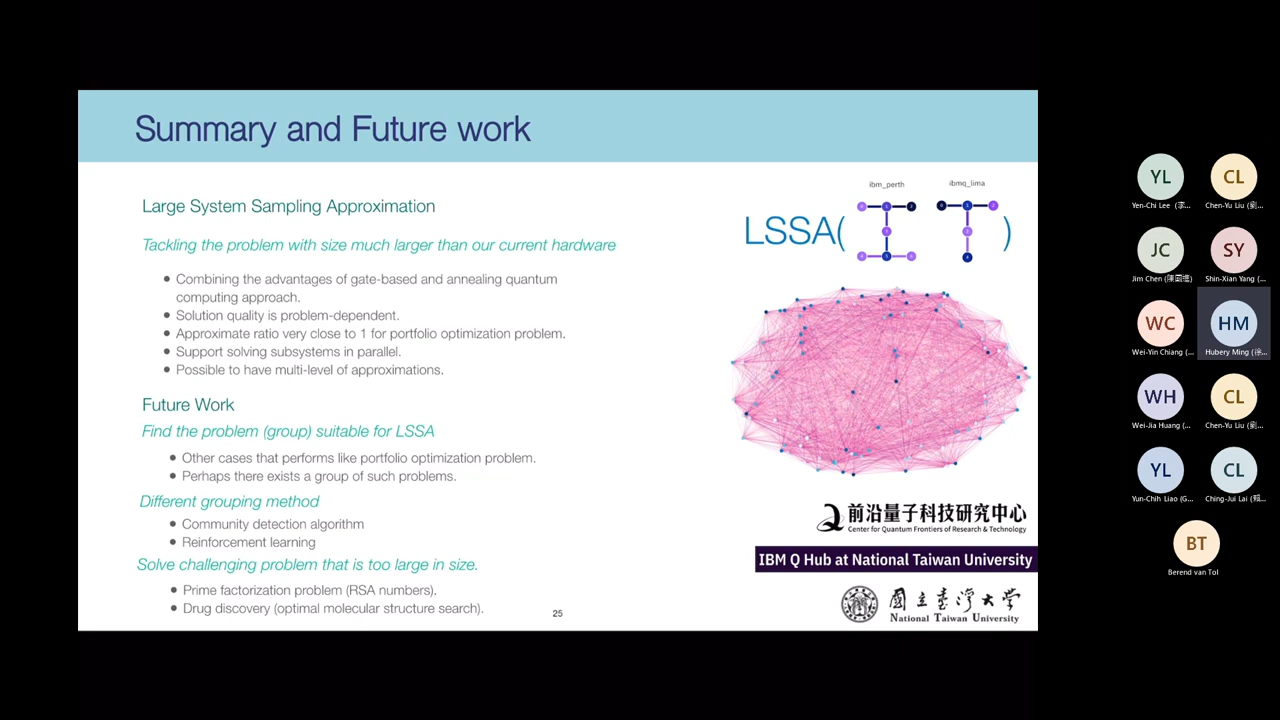 Summary and Future work
Large System Sampling Approximation
Tackling the problem with size much larger than our current hardware
Combining the advantages of gate-based and annealing quantum
computing approach.
Solution quality is problem-dependent.
Approximate ratio very close to 1 for portfolio optimization problem.
Support solving subsystems in parallel.
Possible to have multi-level of approximations.
Future Work
Find the problem (group) suitable for LSSA
Other cases that performs like portfolio optimization problem.
Perhaps there exists a group of such problems.
Different grouping method
Community detection algorithm
Reinforcement learning
Solve challenging problem that is too large in size.
Prime factorization problem (RSA numbers).
Drug discovery (optimal molecular structure search).
25
ibm_perth
ibmq_lima
LSSA( )
前沿量子科技研究中心
Center for Quantum Frontiers of Research & Technology
IBM Q Hub at National Taiwan University
國立臺灣大學
National Taiwan University
YL
Yen-Chi Lee (李...
CL
Chen-Yu Liu (劉...
JC
Jim Chen (陳國進)
SY
Shin-Xian Yang (...
WC
Wei-Yin Chiang (...
HM
Hubery Ming (徐...
WH
Wei-Jia Huang (...
CL
Chen-Yu Liu (劉...
YL
Yun-Chih Liao (G...
CL
Ching-Jui Lai (賴...
BT
Berend van Tol